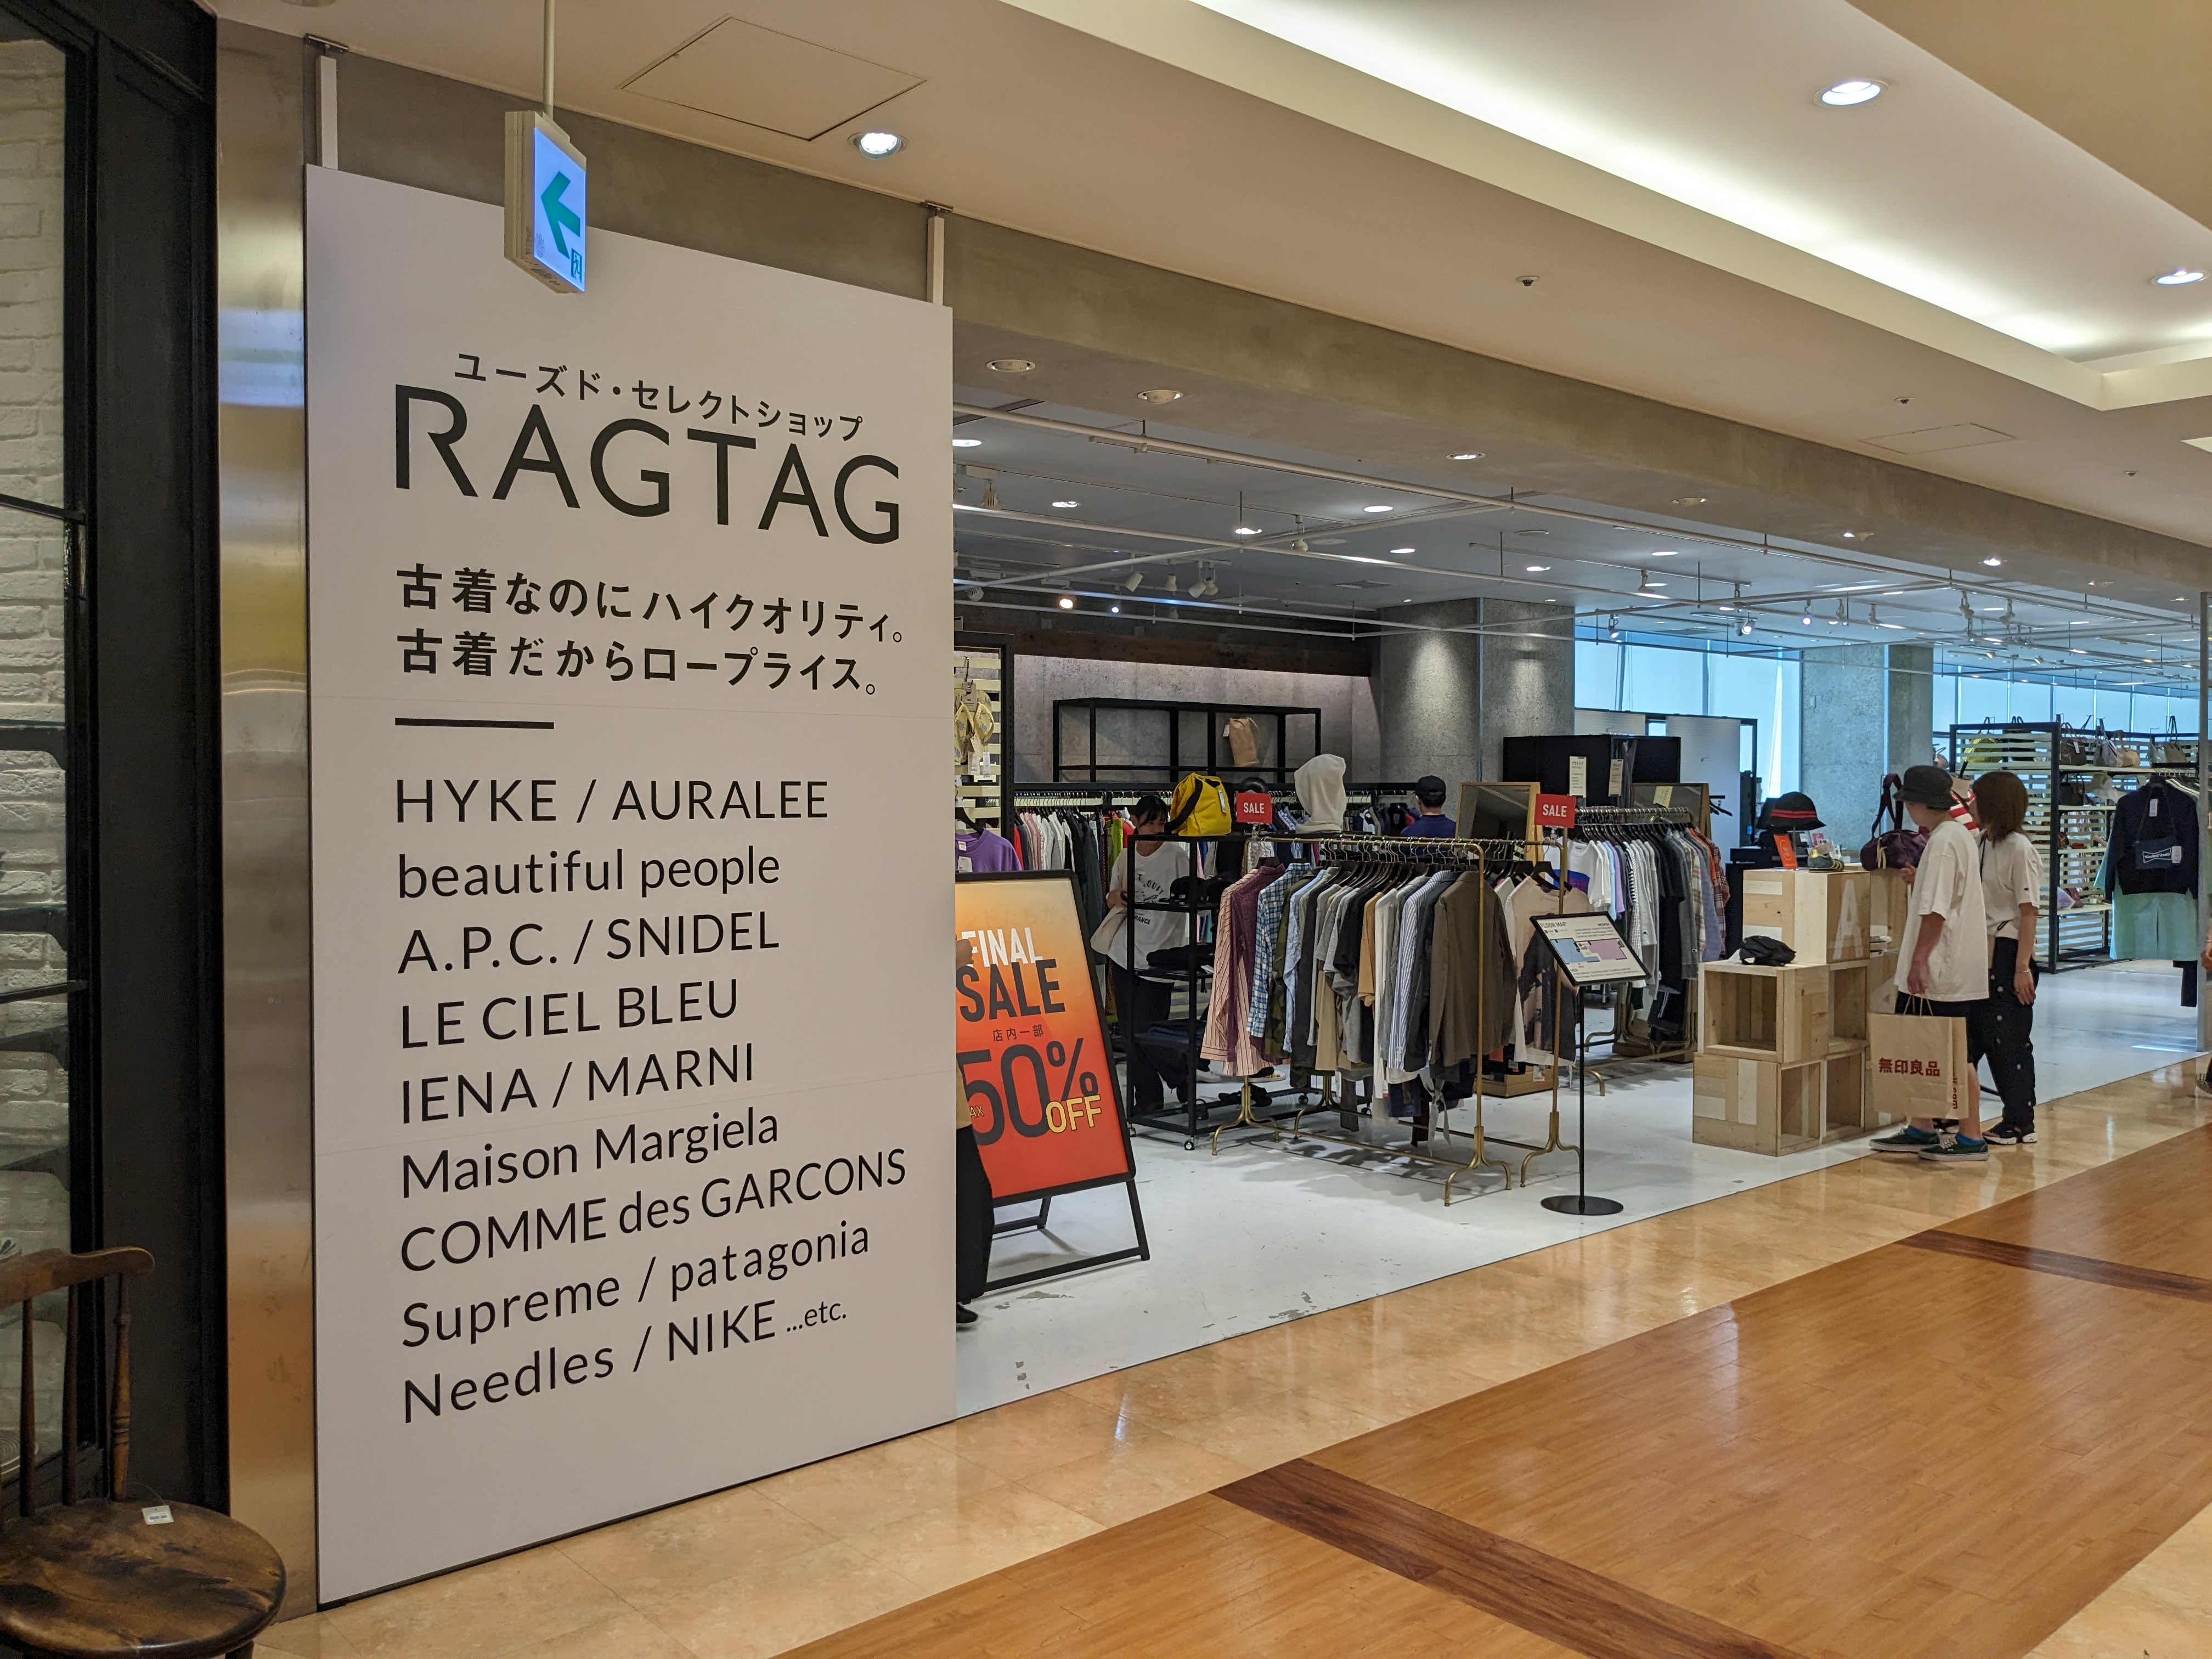 ユーズド・セレクトショップ
RAGTAG
古着なのにハイクオリティ。
古着だからロープライス。
HYKE / AURALEE
beautiful people
A.P.C. / SNIDEL
LE CIEL BLEU
IENA / MARNI
Maison Margiela
COMME des GARCONS
Supreme / patagonia
Needles / NIKE ...etc.
FINAL
SALE
店内一部
50%
OFF
SALE
SALE
FLOOR MAP
無印良品